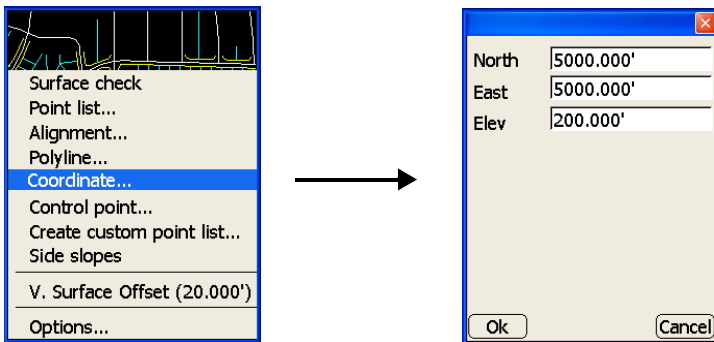 Surface check
Point list...
Alignment...
Polyline...
Coordinate...
Control point...
Create custom point list...
Side slopes
V. Surface Offset (20.000')
Options...
North 5000.000'
East 5000.000'
Elev 200.000'
Ok Cancel